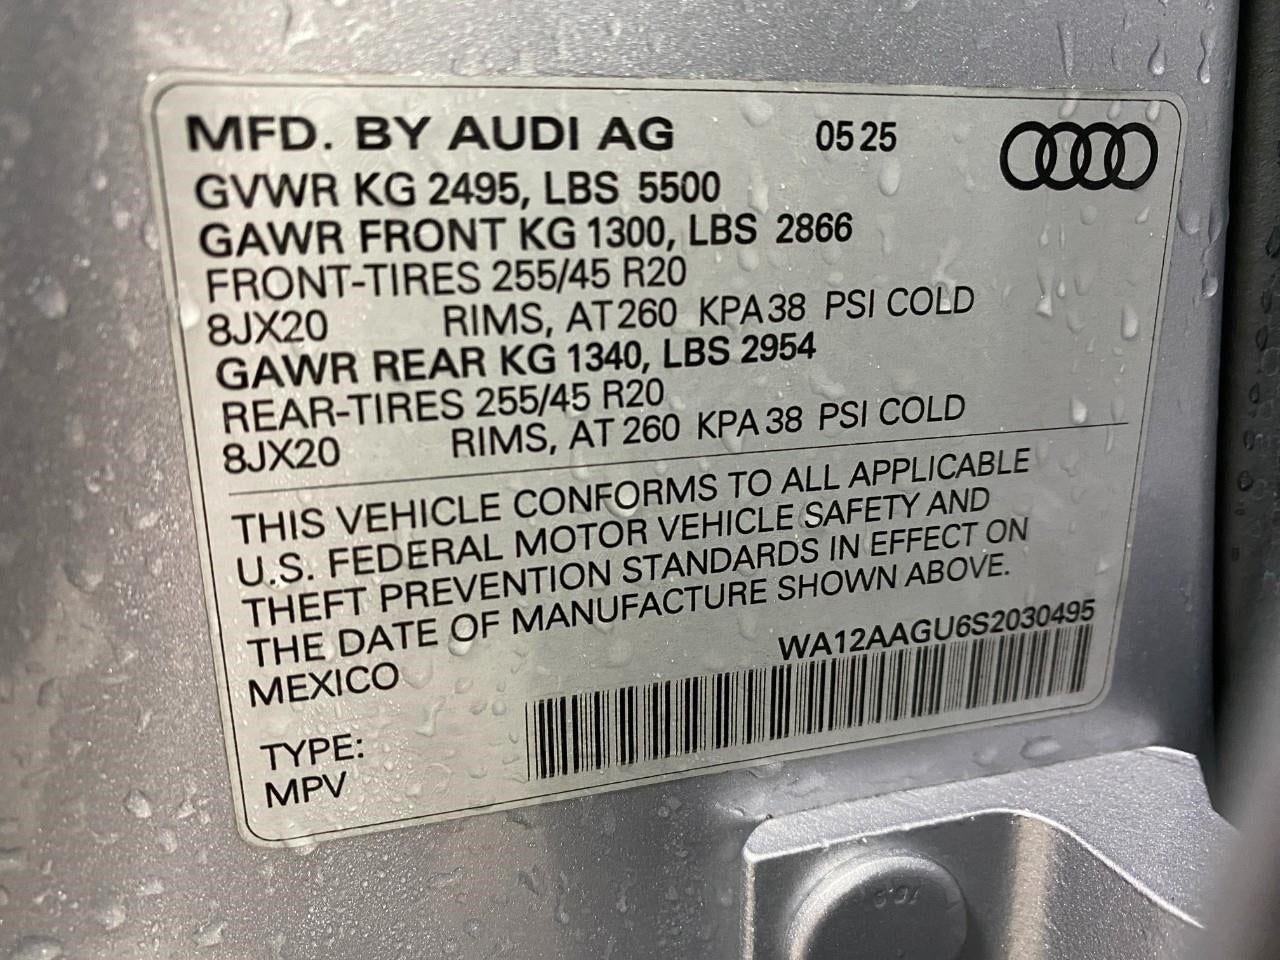 MFD. BY AUDI AG 05 25
GVWR KG 2495, LBS 5500
GAWR FRONT KG 1300, LBS 2866
FRONT-TIRES 255/45 R20
8JX20 RIMS, AT 260 KPA 38 PSI COLD
GAWR REAR KG 1340, LBS 2954
REAR-TIRES 255/45 R20
8JX20 RIMS, AT 260 KPA 38 PSI COLD
THIS VEHICLE CONFORMS TO ALL APPLICABLE
U.S. FEDERAL MOTOR VEHICLE SAFETY AND
THEFT PREVENTION STANDARDS IN EFFECT ON
THE DATE OF MANUFACTURE SHOWN ABOVE.
MEXICO WA12AAGU6S2030495
TYPE:
MPV